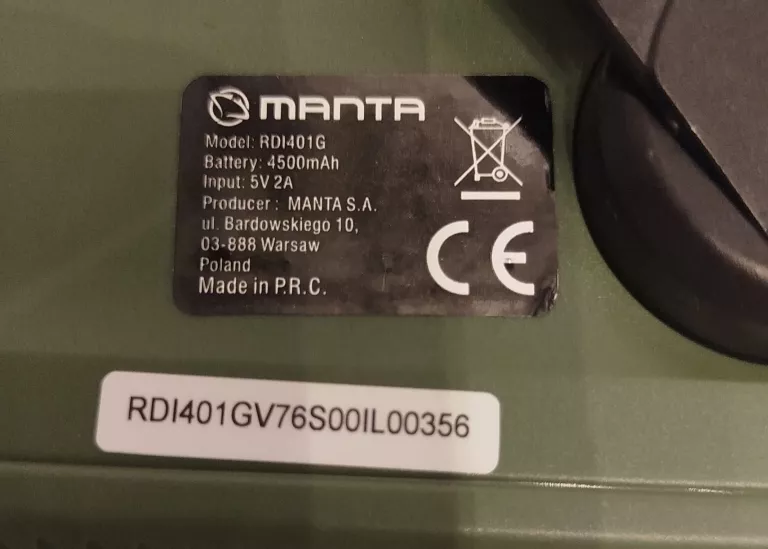 MANTA
Model: RDI401G
Battery: 4500mAh
Input: 5V 2A
Producer : MANTA S.A.
ul. Bardowskiego 10,
03-888 Warsaw
Poland
Made in P.R.C.
CE
RDI401GV76S00IL00356